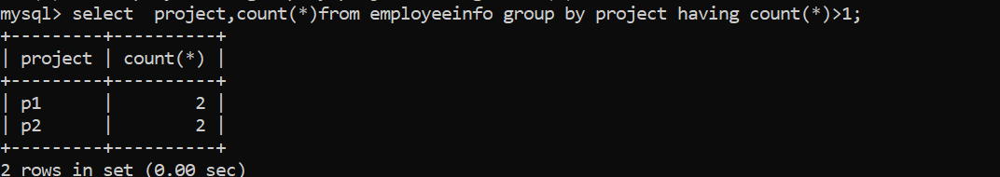 mysql> select  project,count(*)from employeeinfo group by project having count(*)>1;
+---------+----------+
| project | count(*) |
+---------+----------+
| p1      |        2 |
| p2      |        2 |
+---------+----------+
2 rows in set (0.00 sec)